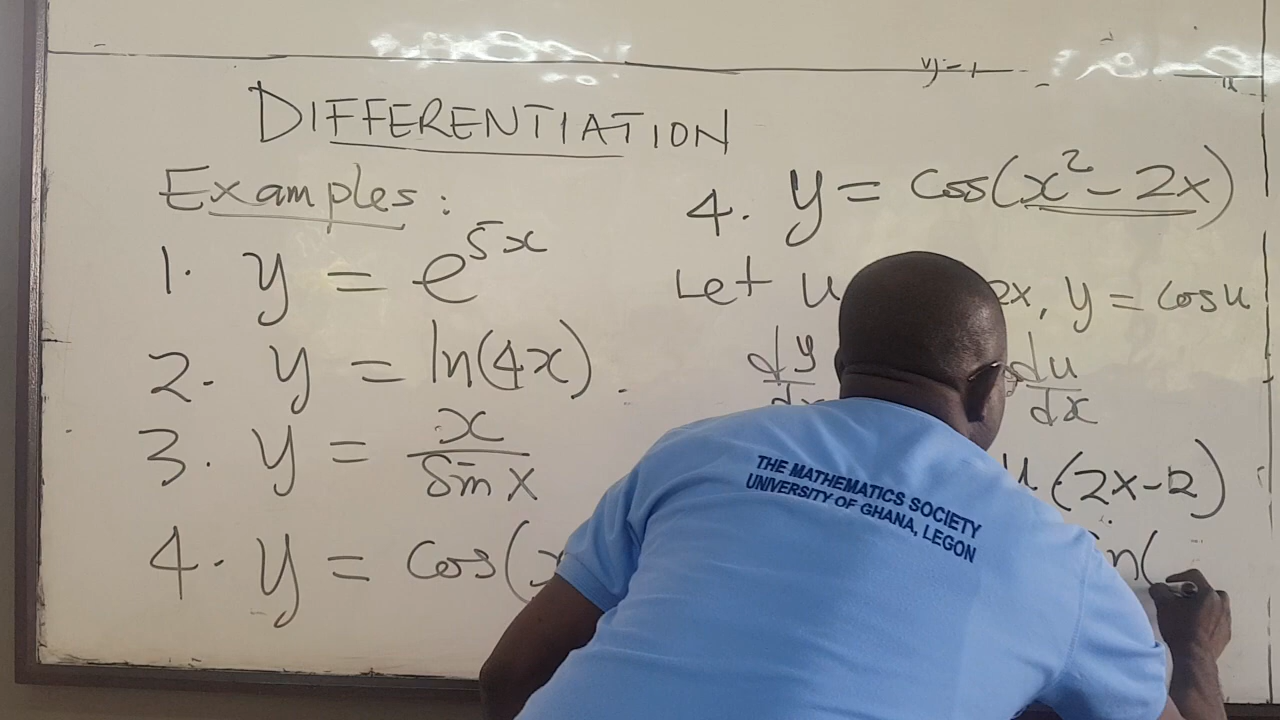 DIFFERENTIATION
Examples:
1. y = e^5x
2. y = ln(4x).
3. y = x/sin x
4. y = cos(x
4. y = cos(x² - 2x)
Let u 2x, y = cos u
dy/dx du/dx
(2x-2)
in(
THE MATHEMATICS SOCIETY
UNIVERSITY OF GHANA, LEGON